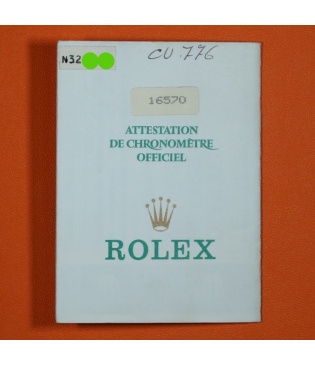 N32
CU.776
16570
ATTESTATION
DE CHRONOMÈTRE
OFFICIEL
ROLEX